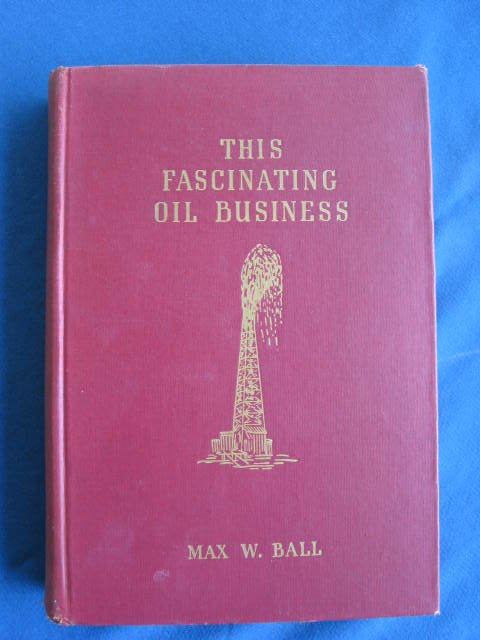 THIS
FASCINATING
OIL BUSINESS
MAX W. BALL